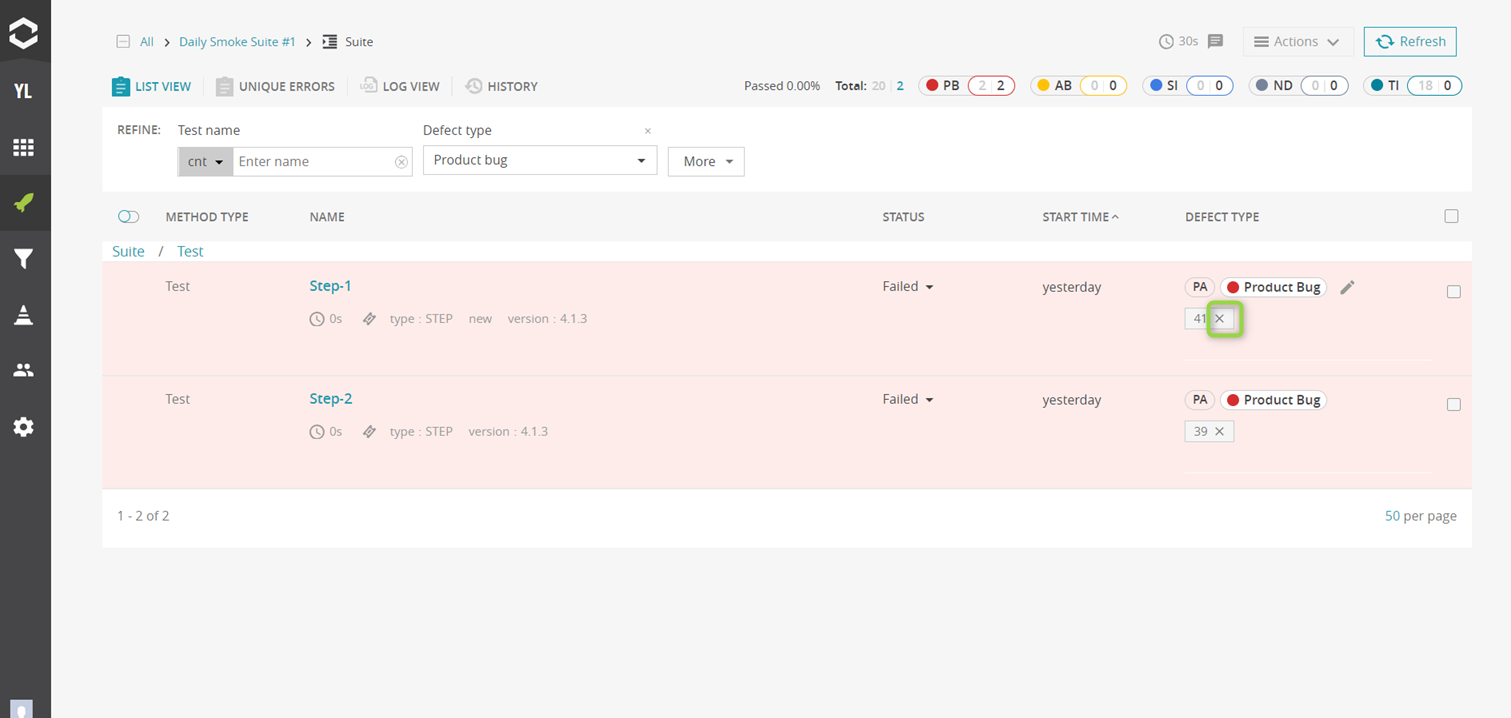 All > Daily Smoke Suite #1 > Suite
30s
Actions
Refresh
YL
LIST VIEW
UNIQUE ERRORS
LOG VIEW
HISTORY
Passed 0.00% Total: 20 | 2
PB 2 | 2
AB 0 | 0
SI 0 | 0
ND 0 | 0
TI 18 | 0
REFINE:
Test name
Defect type ×
cnt
Enter name
Product bug
More
METHOD TYPE NAME STATUS START TIME DEFECT TYPE
Suite / Test
Test Step-1 Failed yesterday PA Product Bug
0s type : STEP new version : 4.1.3
41 ×
Test Step-2 Failed yesterday PA Product Bug
0s type : STEP version : 4.1.3
39 ×
1 - 2 of 2
50 per page